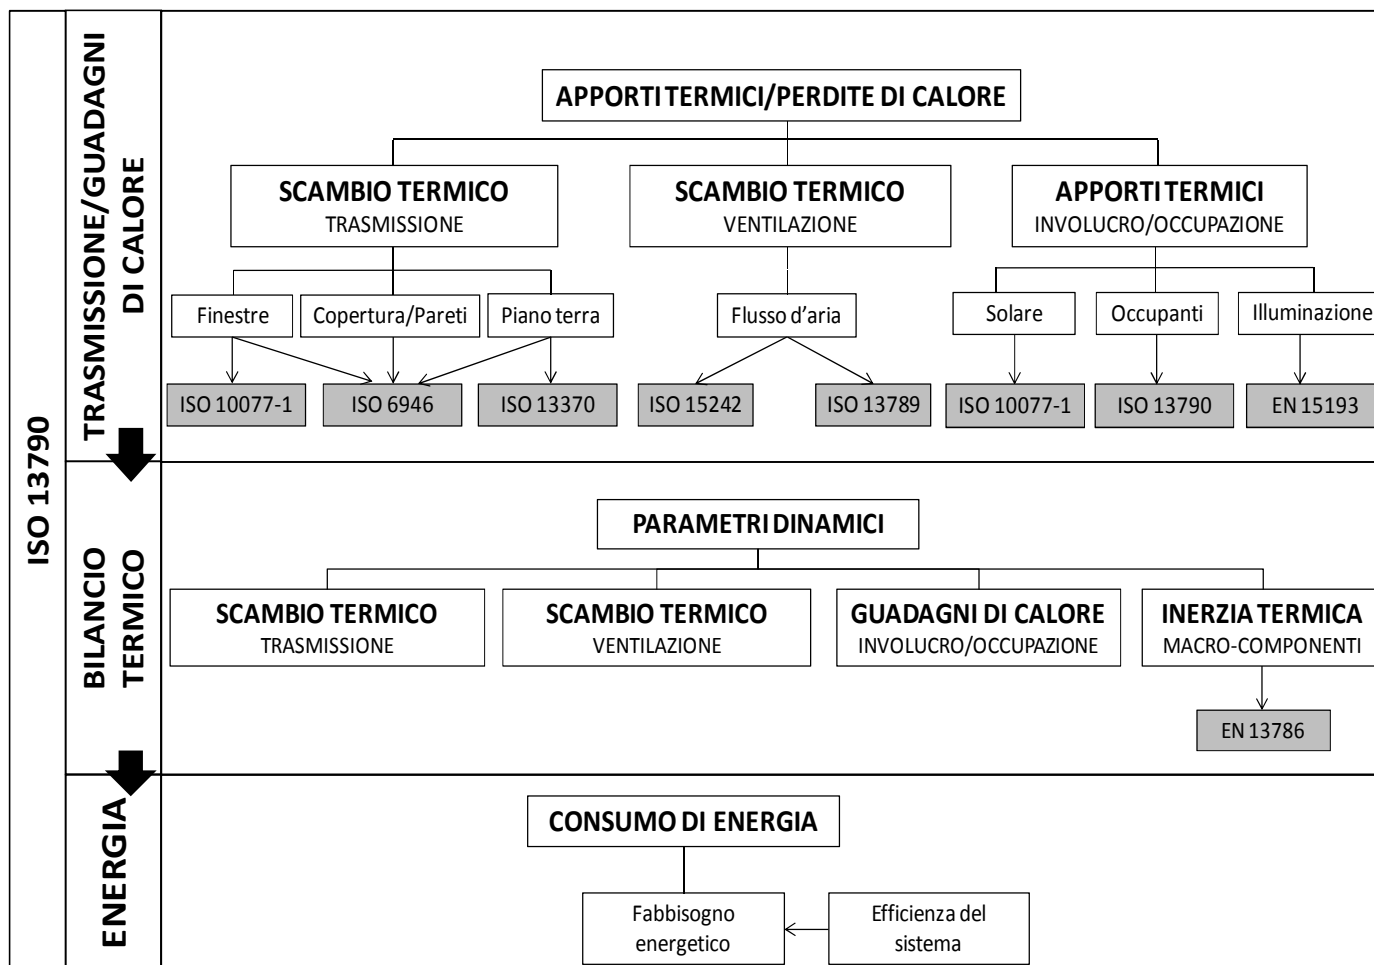 ISO 13790
TRASMISSIONE/GUADAGNI
DI CALORE
APPORTI TERMICI/PERDITE DI CALORE
SCAMBIO TERMICO
TRASMISSIONE
SCAMBIO TERMICO
VENTILAZIONE
APPORTI TERMICI
INVOLUCRO/OCCUPAZIONE
Finestre
Copertura/Pareti
Piano terra
Flusso d'aria
Solare
Occupanti
Illuminazione
ISO 10077-1
ISO 6946
ISO 13370
ISO 15242
ISO 13789
ISO 10077-1
ISO 13790
EN 15193
BILANCIO
TERMICO
PARAMETRI DINAMICI
SCAMBIO TERMICO
TRASMISSIONE
SCAMBIO TERMICO
VENTILAZIONE
GUADAGNI DI CALORE
INVOLUCRO/OCCUPAZIONE
INERZIA TERMICA
MACRO-COMPONENTI
EN 13786
ENERGIA
CONSUMO DI ENERGIA
Fabbisogno
energetico
Efficienza del
sistema